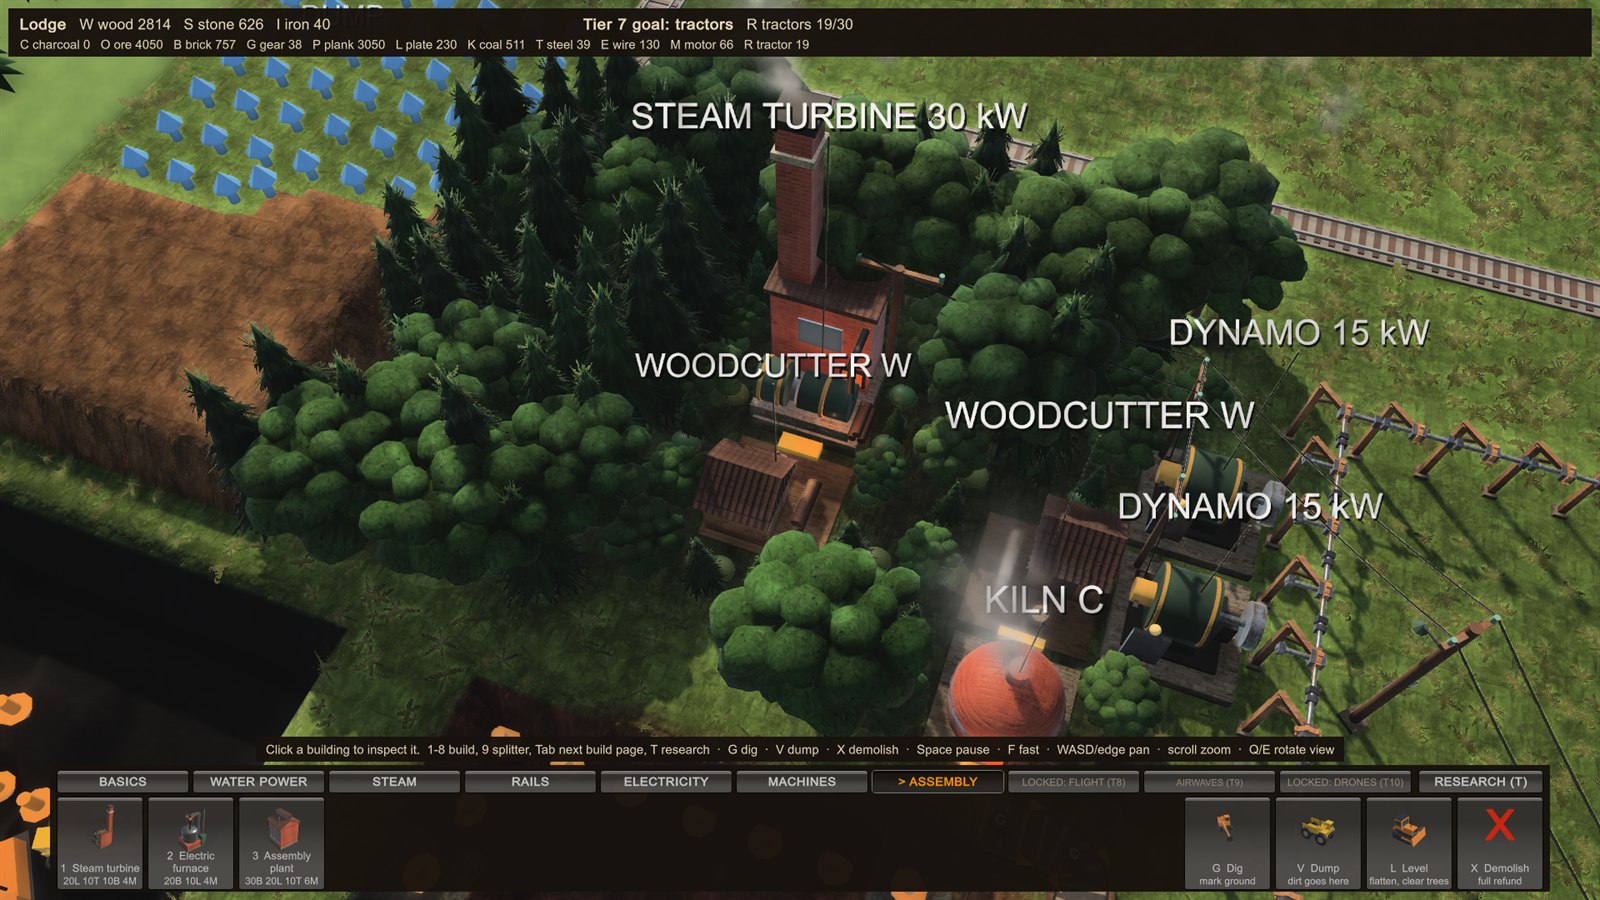 Lodge W wood 2814 S stone 626 I iron 40 Tier 7 goal: tractors R tractors 19/30
C charcoal 0 O ore 4050 B brick 757 G gear 38 P plank 3050 L plate 230 K coal 511 T steel 39 E wire 130 M motor 66 R tractor 19
STEAM TURBINE 30 kW
DYNAMO 15 kW
WOODCUTTER W
WOODCUTTER W
DYNAMO 15 kW
KILN C
Click a building to inspect it. 1-8 build, 9 splitter, Tab next build page, T research · G dig · V dump · X demolish · Space pause · F fast · WASD/edge pan · scroll zoom · Q/E rotate view
BASICS WATER POWER STEAM RAILS ELECTRICITY MACHINES > ASSEMBLY LOCKED: FLIGHT (T8) AIRWAVES (T9) LOCKED: DRONES (T10) RESEARCH (T)
1 Steam turbine
20L 10T 10B 4M
2 Electric
furnace
20B 10L 4M
3 Assembly
plant
30B 20L 10T 6M
G Dig
mark ground
V Dump
dirt goes here
L Level
flatten, clear trees
X Demolish
full refund